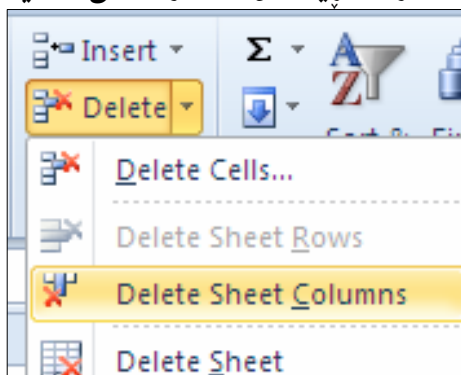 Insert
Σ
Delete
Delete Cells...
Delete Sheet Rows
Delete Sheet Columns
Delete Sheet